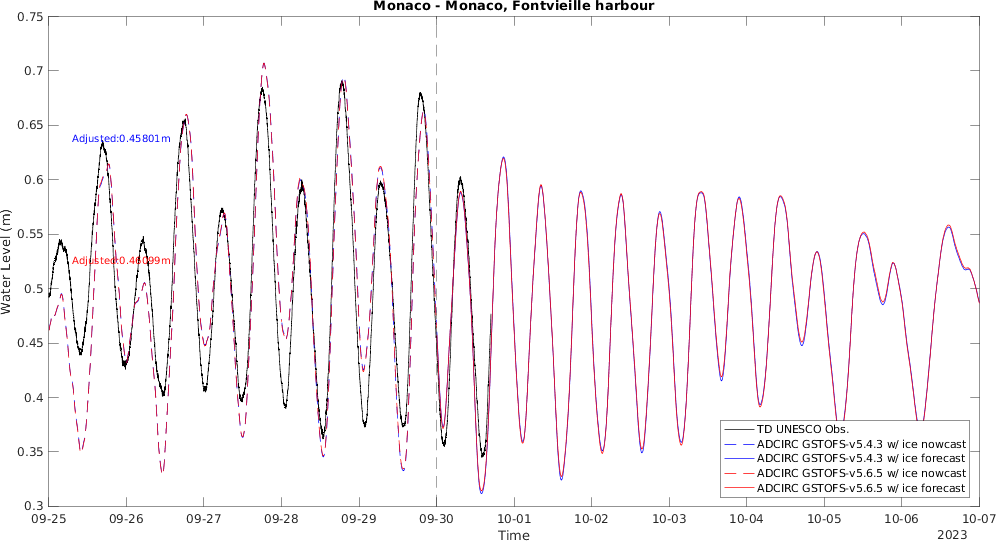 Monaco - Monaco, Fontvieille harbour
0.75
0.7
0.65
0.6
0.55
0.5
0.45
0.4
0.35
0.3
Water Level (m)
Adjusted:0.45801m
Adjusted:0.46099m
TD UNESCO Obs.
ADCIRC GSTOFS-v5.4.3 w/ ice nowcast
ADCIRC GSTOFS-v5.4.3 w/ ice forecast
ADCIRC GSTOFS-v5.6.5 w/ ice nowcast
ADCIRC GSTOFS-v5.6.5 w/ ice forecast
09-25 09-26 09-27 09-28 09-29 09-30 10-01 10-02 10-03 10-04 10-05 10-06 10-07
Time
2023